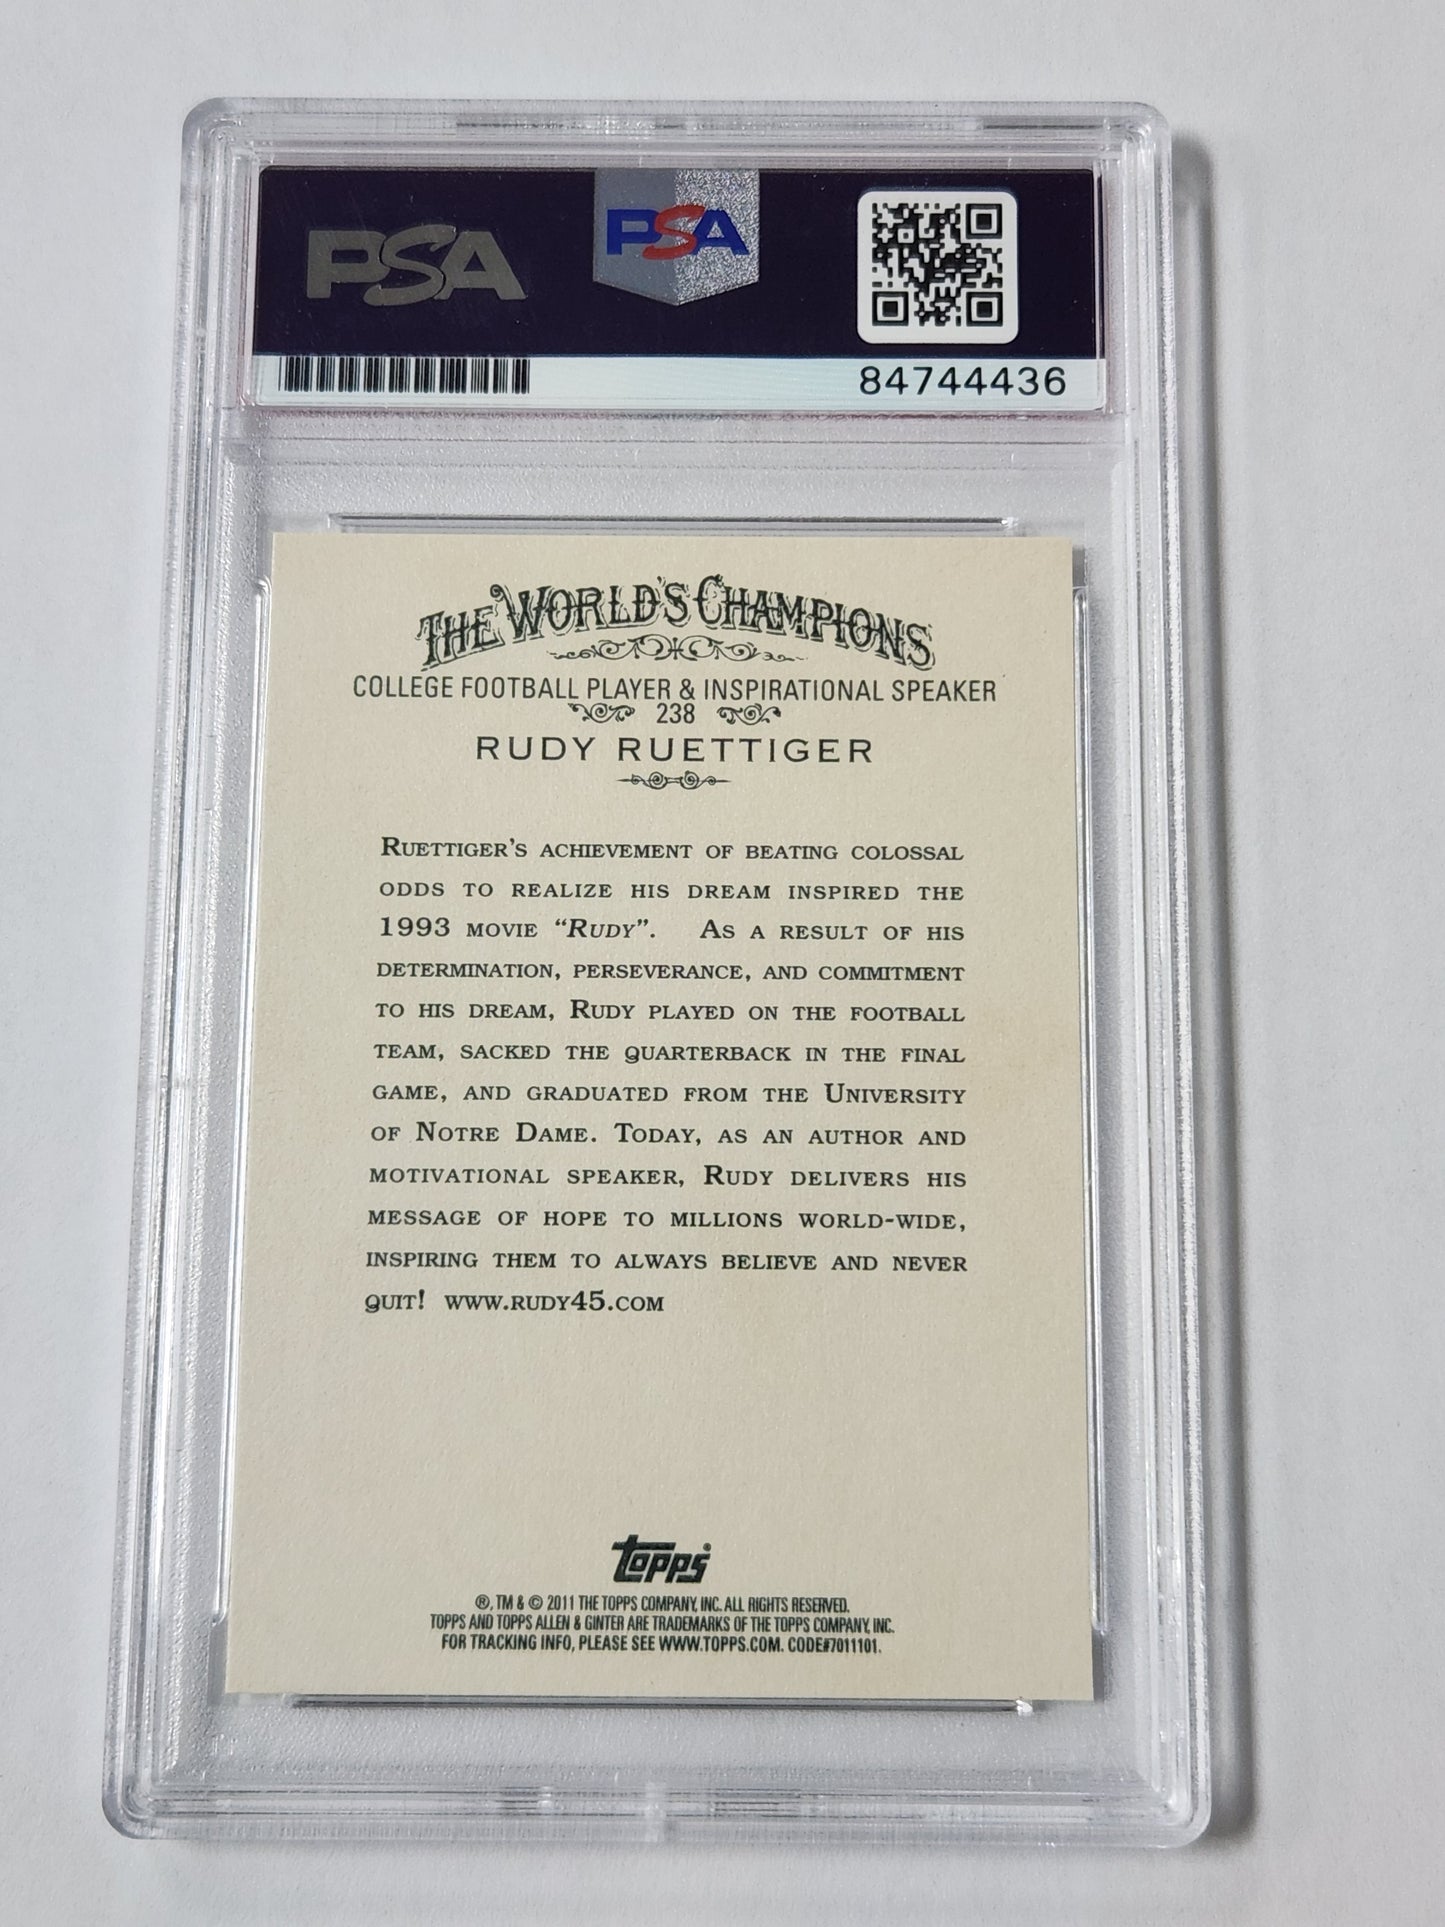 PSA
PSA
84744436
THE WORLD'S CHAMPIONS
COLLEGE FOOTBALL PLAYER & INSPIRATIONAL SPEAKER
238
RUDY RUETTIGER
RUETTIGER'S ACHIEVEMENT OF BEATING COLOSSAL
ODDS TO REALIZE HIS DREAM INSPIRED THE
1993 MOVIE “RUDY”. AS A RESULT OF HIS
DETERMINATION, PERSEVERANCE, AND COMMITMENT
TO HIS DREAM, RUDY PLAYED ON THE FOOTBALL
TEAM, SACKED THE QUARTERBACK IN THE FINAL
GAME, AND GRADUATED FROM THE UNIVERSITY
OF NOTRE DAME. TODAY, AS AN AUTHOR AND
MOTIVATIONAL SPEAKER, RUDY DELIVERS HIS
MESSAGE OF HOPE TO MILLIONS WORLD-WIDE,
INSPIRING THEM TO ALWAYS BELIEVE AND NEVER
QUIT! WWW.RUDY45.COM
topps®
®, TM & © 2011 THE TOPPS COMPANY, INC. ALL RIGHTS RESERVED.
TOPPS AND TOPPS ALLEN & GINTER ARE TRADEMARKS OF THE TOPPS COMPANY, INC.
FOR TRACKING INFO, PLEASE SEE WWW.TOPPS.COM. CODE#7011101.